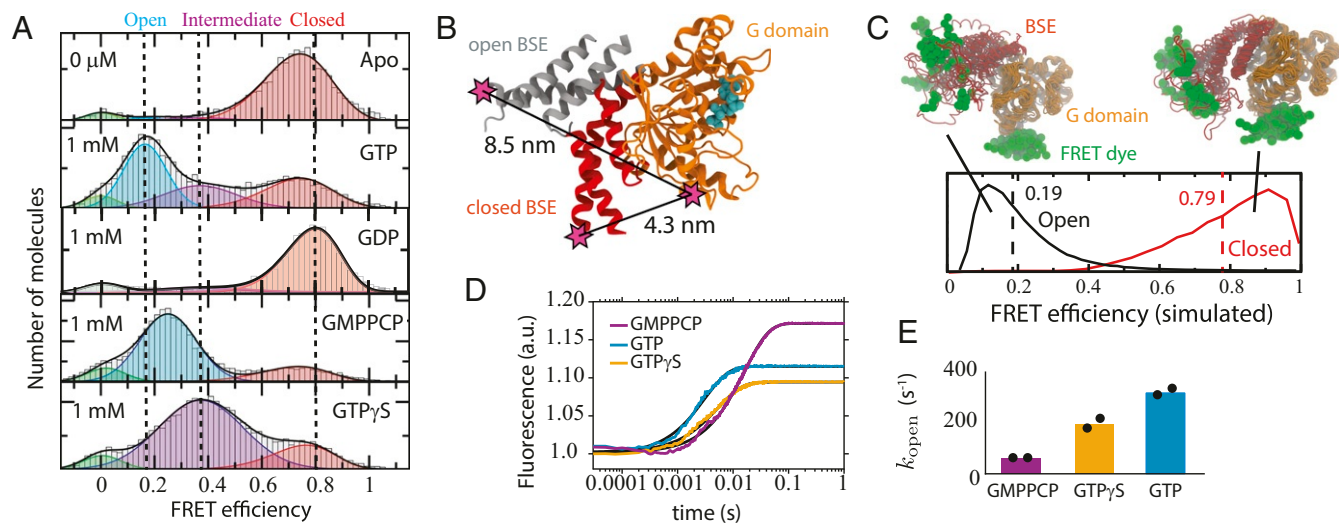 A
Open Intermediate Closed
0 μM
Apo
1 mM
GTP
1 mM
GDP
1 mM
GMPPCP
1 mM
GTPγS
Number of molecules
0 0.2 0.4 0.6 0.8 1
FRET efficiency
B
open BSE
G domain
8.5 nm
closed BSE
4.3 nm
C
BSE
G domain
FRET dye
0.19
Open
0.79
Closed
0 0.2 0.4 0.6 0.8 1
FRET efficiency (simulated)
D
Fluorescence (a.u.)
1.20
1.15
1.10
1.05
1.0
GMPPCP
GTP
GTPγS
0.0001 0.001 0.01 0.1 1
time (s)
E
kopen (s⁻¹)
400
200
0
GMPPCP GTPγS GTP